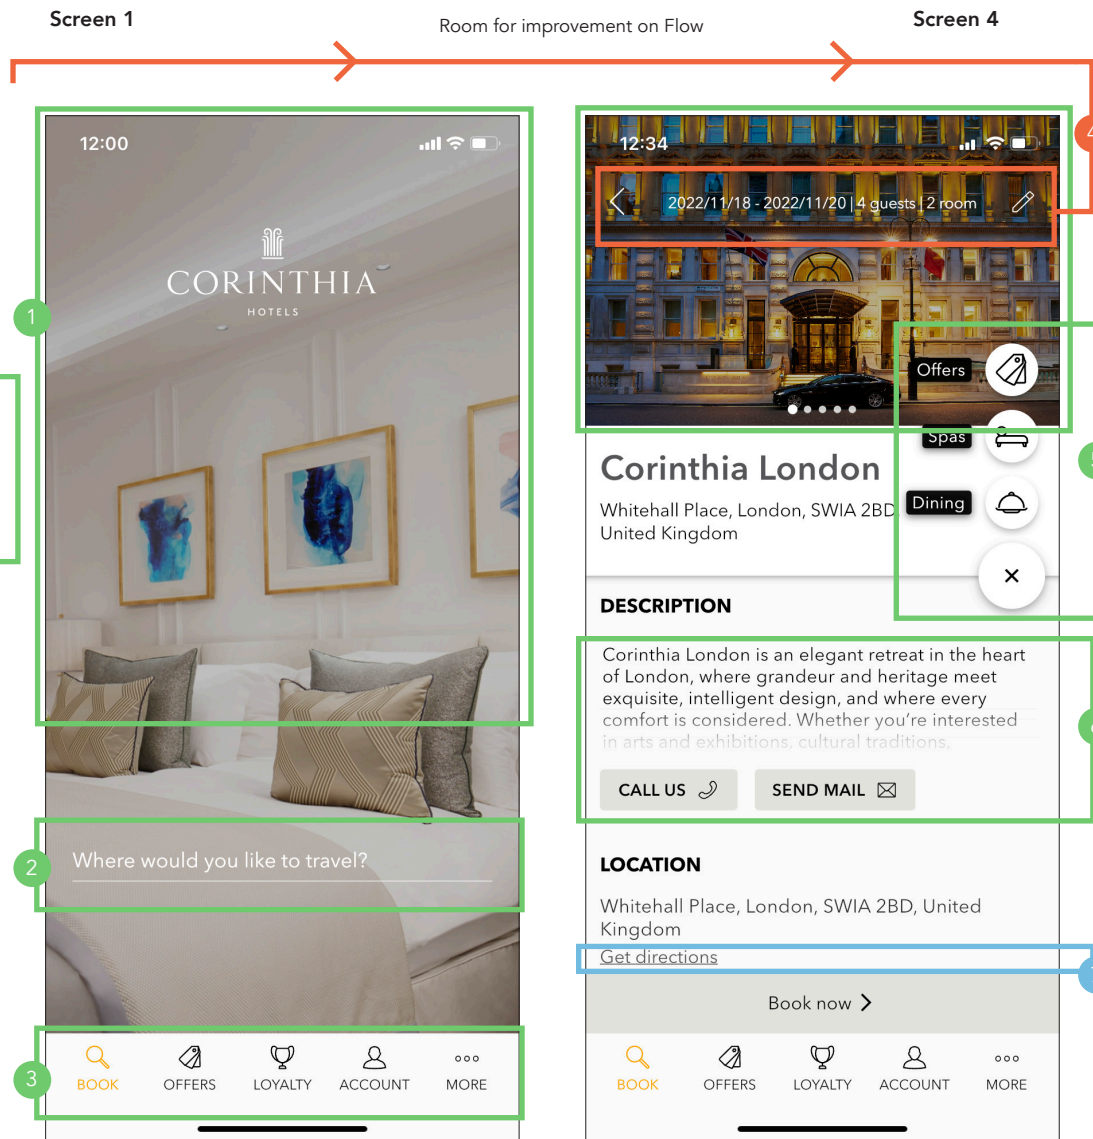 Screen 1
Room for improvement on Flow
Screen 4
12:00
CORINTHIA
HOTELS
1
Where would you like to travel?
2
3
BOOK
OFFERS
LOYALTY
ACCOUNT
MORE
12:34
4
2022/11/18 - 2022/11/20 | 4 guests | 2 room
Offers
Spas
5
Corinthia London
Dining
Whitehall Place, London, SWIA 2BD
United Kingdom
DESCRIPTION
Corinthia London is an elegant retreat in the heart
of London, where grandeur and heritage meet
exquisite, intelligent design, and where every
comfort is considered. Whether you're interested
in arts and exhibitions, cultural traditions,
6
CALL US
SEND MAIL
LOCATION
Whitehall Place, London, SWIA 2BD, United
Kingdom
Get directions
Book now
BOOK
OFFERS
LOYALTY
ACCOUNT
MORE